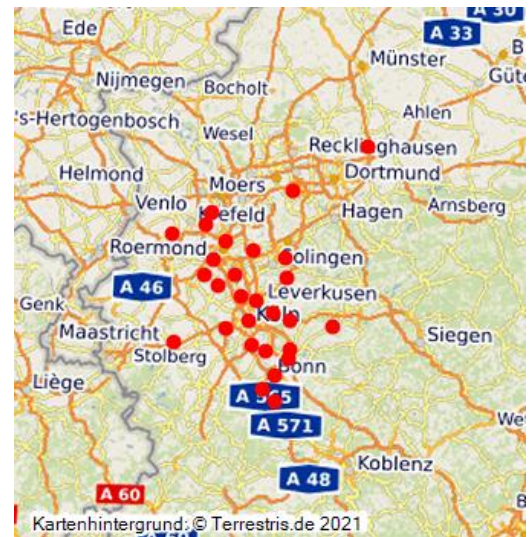 A 30
Ede
A 33
B
Münster
Nijmegen
Bocholt
Güte
's-Hertogenbosch
Ahlen
Wesel
Recklinghausen
Helmond
Moers
Dortmund
Venlo
Krefeld
Hagen
Arnsberg
Roermond
Solingen
A 46
Leverkusen
Genk
Köln
Maastricht
Siegen
Stolberg
Liège
Bonn
A 565
A 571
Wet
Koblenz
A 48
A 60
B
Kartenhintergrund: © Terrestris.de 2021